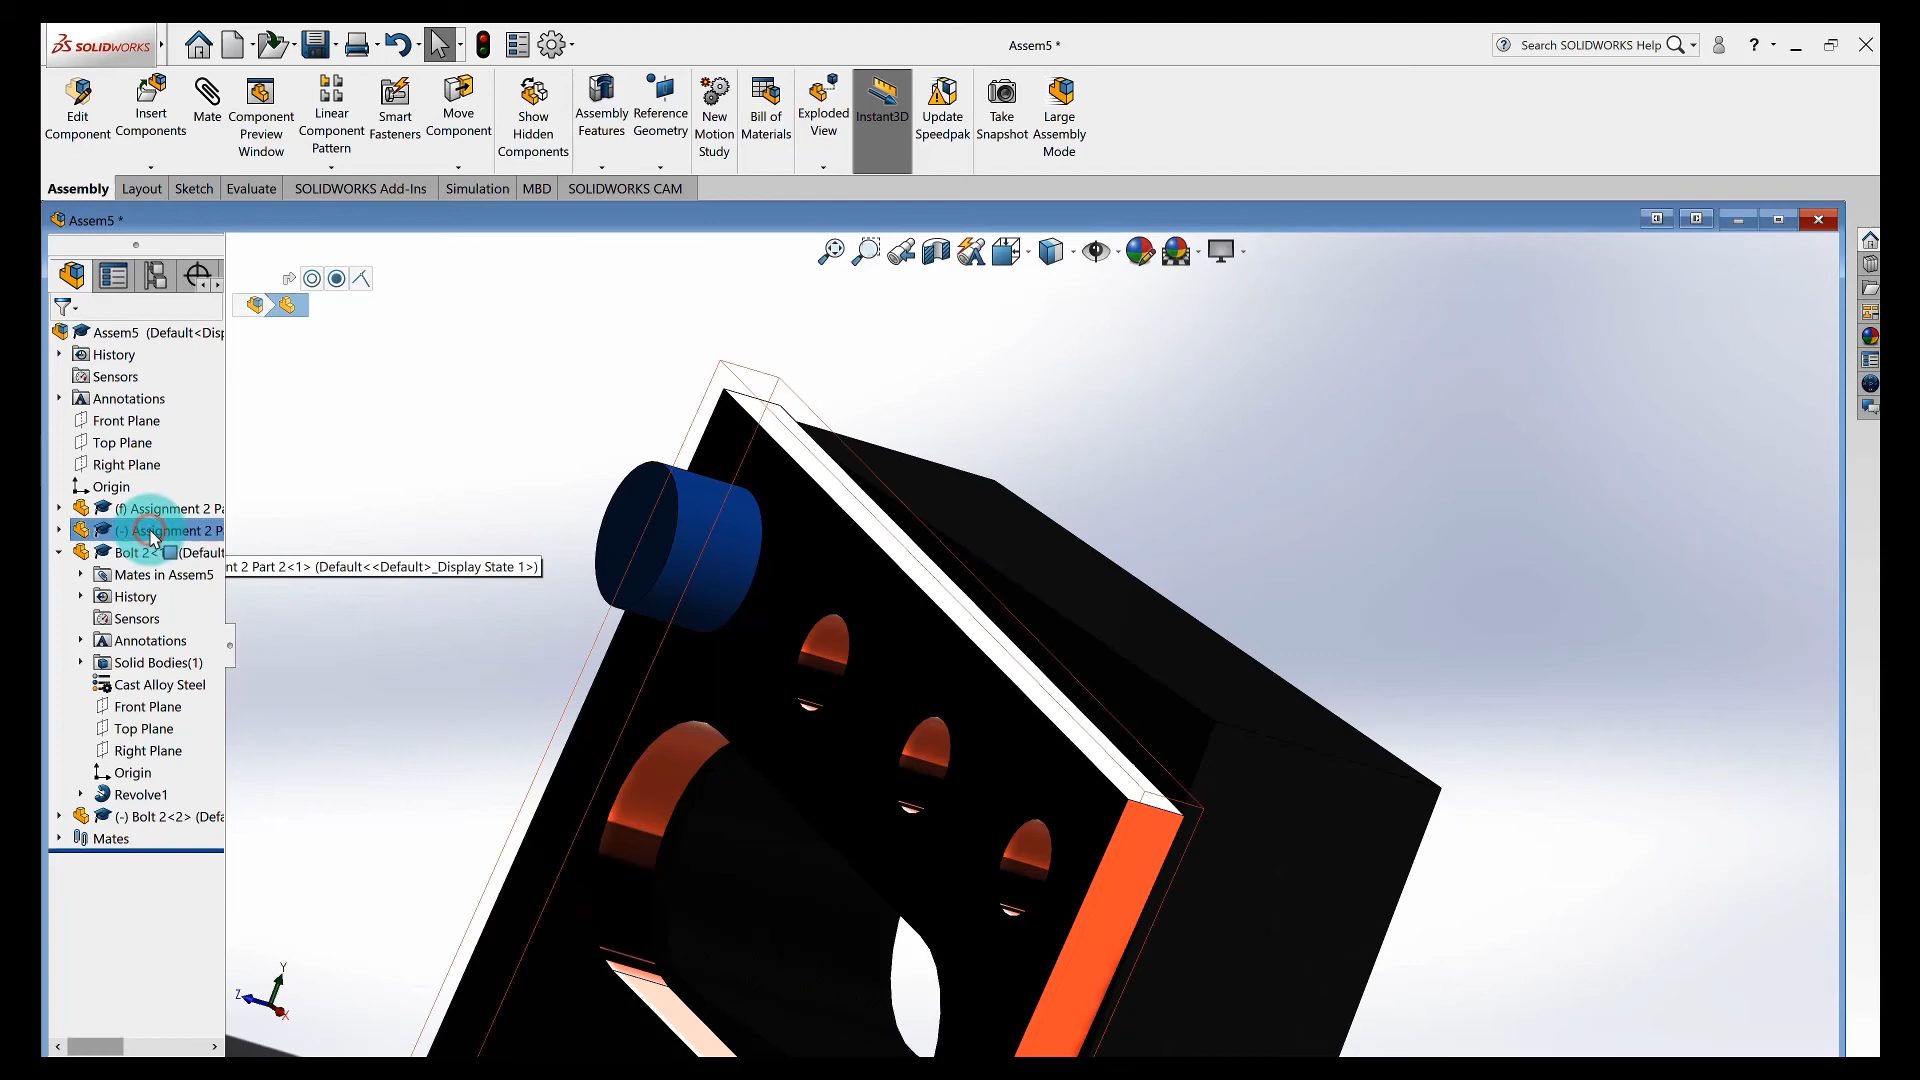 SOLIDWORKS
Assem5 *
Search SOLIDWORKS Help
?
Edit Component
Insert Components
Mate
Component Preview Window
Linear Component Pattern
Smart Fasteners
Move Component
Show Hidden Components
Assembly Features
Reference Geometry
New Motion Study
Bill of Materials
Exploded View
Instant3D
Update Speedpak
Take Snapshot
Large Assembly Mode
Assembly
Layout
Sketch
Evaluate
SOLIDWORKS Add-Ins
Simulation
MBD
SOLIDWORKS CAM
Assem5 *
Assem5 (Default<Disp
History
Sensors
Annotations
Front Plane
Top Plane
Right Plane
Origin
(f) Assignment 2 Pa
(-) Assignment 2 P
Bolt 2< (Default
nt 2 Part 2<1> (Default<<Default>_Display State 1>)
Mates in Assem5
History
Sensors
Annotations
Solid Bodies(1)
Cast Alloy Steel
Front Plane
Top Plane
Right Plane
Origin
Revolve1
(-) Bolt 2<2> (Defa
Mates
Y
Z
X